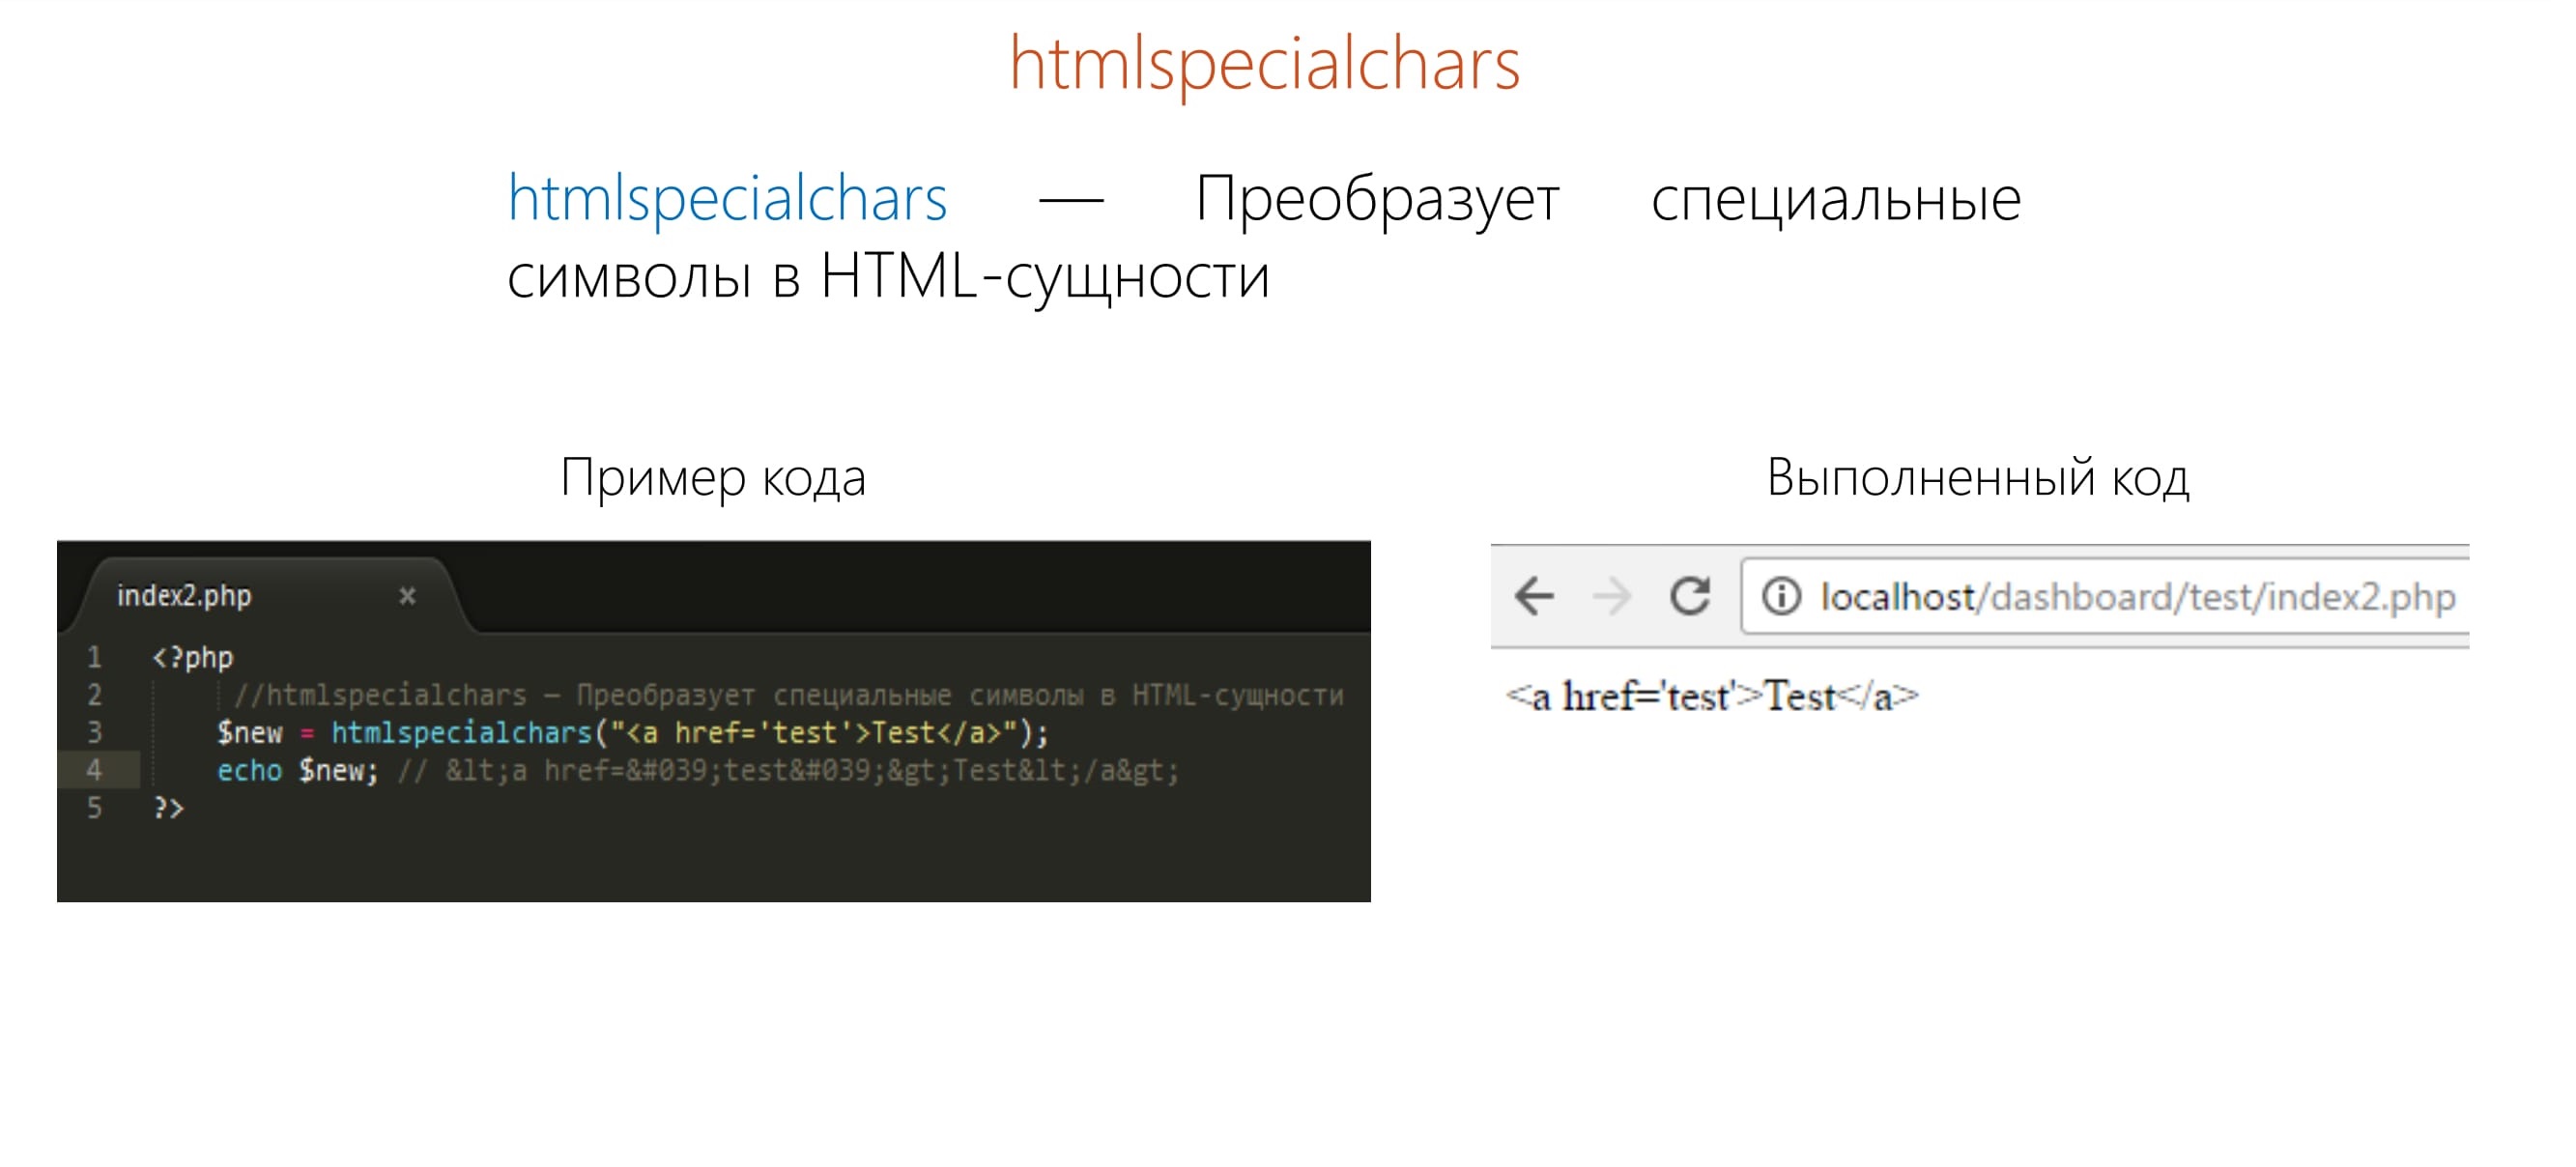 htmlspecialchars
htmlspecialchars — Преобразует специальные
символы в HTML-сущности
Пример кода
Выполненный код
index2.php ×
1 <?php
2 //htmlspecialchars — Преобразует специальные символы в HTML-сущности
3 $new = htmlspecialchars("<a href='test'>Test</a>");
4 echo $new; // &lt;a href=&#039;test&#039;&gt;Test&lt;/a&gt;
5 ?>
localhost/dashboard/test/index2.php
<a href='test'>Test</a>